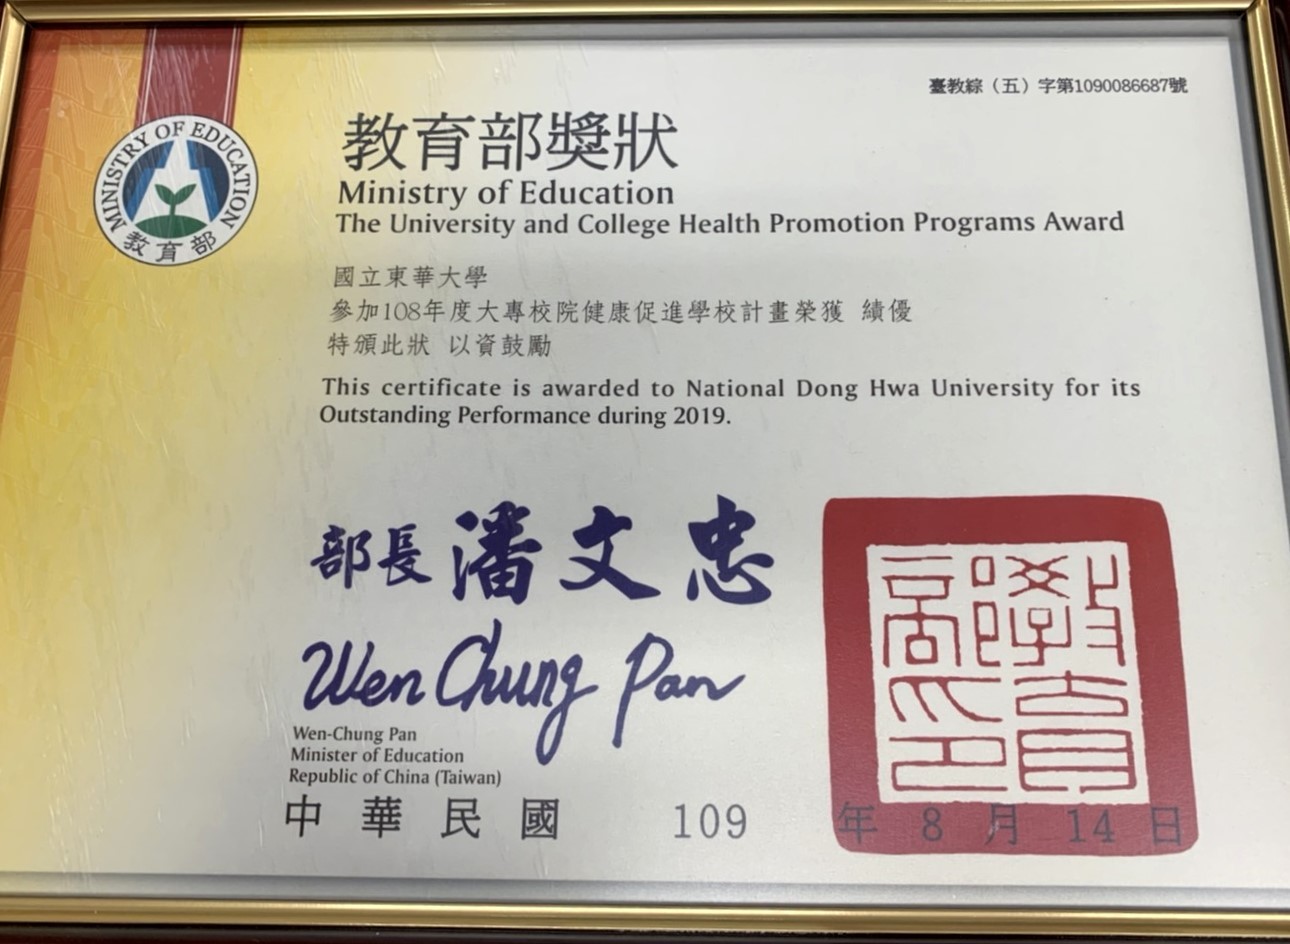 臺教綜（五）字第1090086687號
MINISTRY OF EDUCATION
教育部
教育部獎狀
Ministry of Education
The University and College Health Promotion Programs Award
國立東華大學
參加108年度大專校院健康促進學校計畫榮獲 績優
特頒此狀 以資鼓勵
This certificate is awarded to National Dong Hwa University for its
Outstanding Performance during 2019.
部長 潘文忠
Wen Chung Pan
Wen-Chung Pan
Minister of Education
Republic of China (Taiwan)
教育部印
中華民國 109 年 8 月 14 日